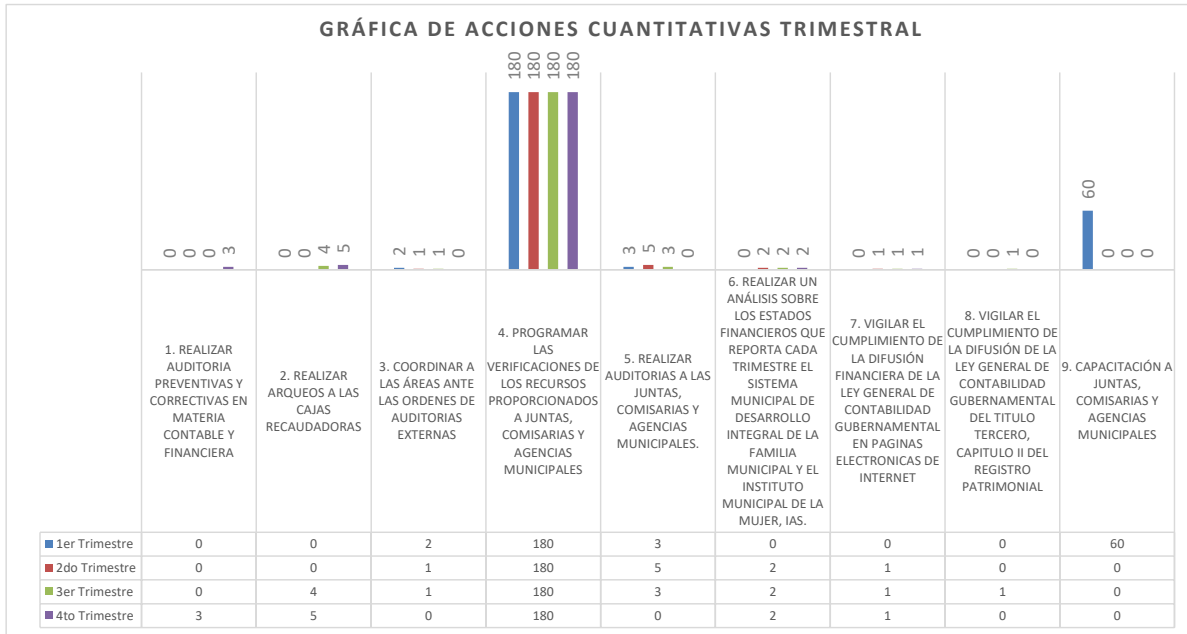 GRÁFICA DE ACCIONES CUANTITATIVAS TRIMESTRAL
0 0 0 3
0 0 4 5
2 1 1 0
180 180 180 180
3 5 3 0
0 2 2 2
0 1 1 1
0 0 1 0
60 0 0 0
1. REALIZAR
AUDITORIA
PREVENTIVAS Y
CORRECTIVAS EN
MATERIA
CONTABLE Y
FINANCIERA
2. REALIZAR
ARQUEOS A LAS
CAJAS
RECAUDADORAS
3. COORDINAR A
LAS ÁREAS ANTE
LAS ORDENES DE
AUDITORIAS
EXTERNAS
4. PROGRAMAR
LAS
VERIFICACIONES DE
LOS RECURSOS
PROPORCIONADOS
A JUNTAS,
COMISARIAS Y
AGENCIAS
MUNICIPALES
5. REALIZAR
AUDITORIAS A LAS
JUNTAS,
COMISARIAS Y
AGENCIAS
MUNICIPALES.
6. REALIZAR UN
ANÁLISIS SOBRE
LOS ESTADOS
FINANCIEROS QUE
REPORTA CADA
TRIMESTRE EL
SISTEMA
MUNICIPAL DE
DESARROLLO
INTEGRAL DE LA
FAMILIA
MUNICIPAL Y EL
INSTITUTO
MUNICIPAL DE LA
MUJER, IAS.
7. VIGILAR EL
CUMPLIMIENTO DE
LA DIFUSIÓN
FINANCIERA DE LA
LEY GENERAL DE
CONTABILIDAD
GUBERNAMENTAL
EN PAGINAS
ELECTRONICAS DE
INTERNET
8. VIGILAR EL
CUMPLIMIENTO DE
LA DIFUSIÓN DE LA
LEY GENERAL DE
CONTABILIDAD
GUBERNAMENTAL
DEL TITULO
TERCERO,
CAPITULO II DEL
REGISTRO
PATRIMONIAL
9. CAPACITACIÓN A
JUNTAS,
COMISARIAS Y
AGENCIAS
MUNICIPALES
1er Trimestre 0 0 2 180 3 0 0 0 60
2do Trimestre 0 0 1 180 5 2 1 0 0
3er Trimestre 0 4 1 180 3 2 1 1 0
4to Trimestre 3 5 0 180 0 2 1 0 0